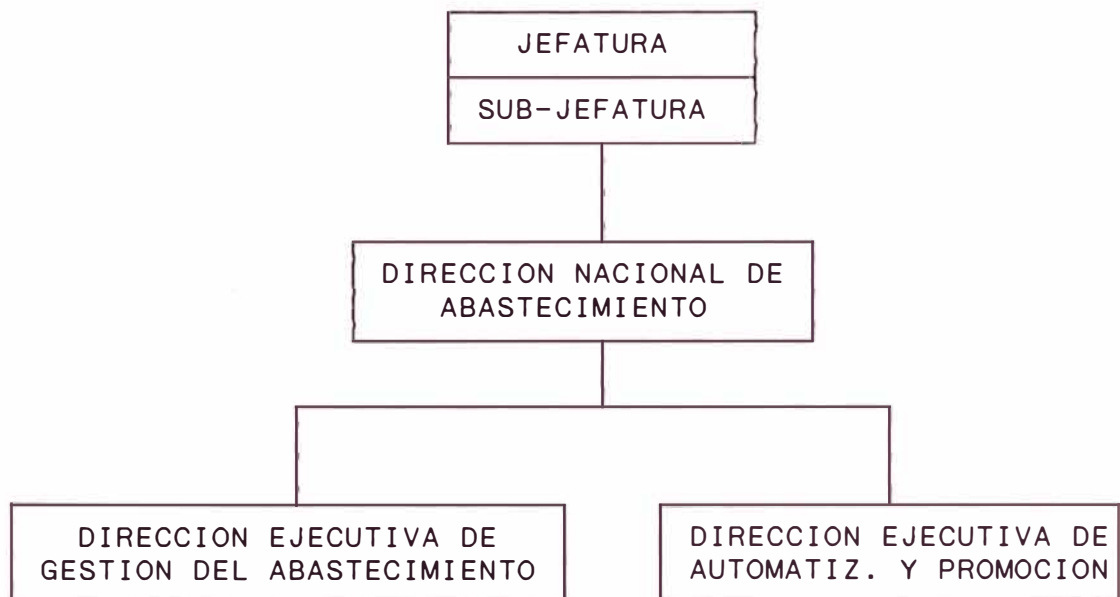 JEFATURA
SUB-JEFATURA
DIRECCION NACIONAL DE
ABASTECIMIENTO
DIRECCION EJECUTIVA DE
GESTION DEL ABASTECIMIENTO
DIRECCION EJECUTIVA DE
AUTOMATIZ. Y PROMOCION